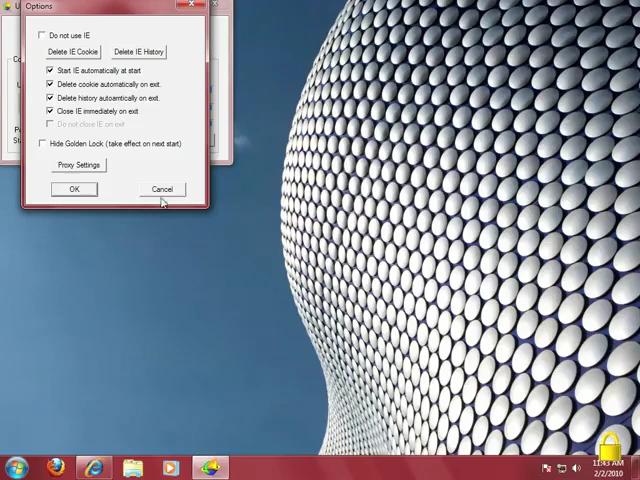 Options
Do not use IE
Delete IE Cookie
Delete IE History
Start IE automatically at start
Delete cookie automatically on exit.
Delete history autoamtically on exit.
Close IE immediately on exit
Do not close IE on exit
Hide Golden Lock (take effect on next start)
Proxy Settings
OK
Cancel
11:43 AM
2/2/2010